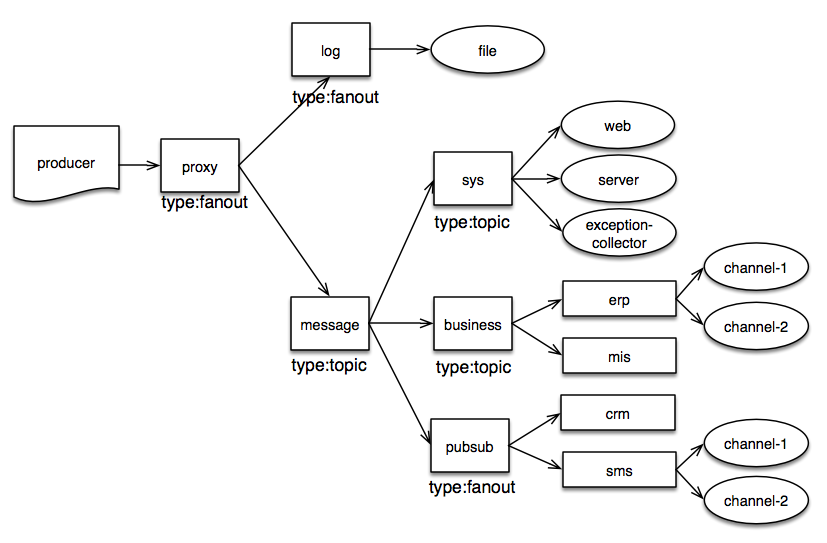 log
file
type:fanout
producer
proxy
type:fanout
web
sys
server
type:topic
exception-
collector
message
type:topic
business
type:topic
erp
channel-1
channel-2
mis
pubsub
type:fanout
crm
sms
channel-1
channel-2